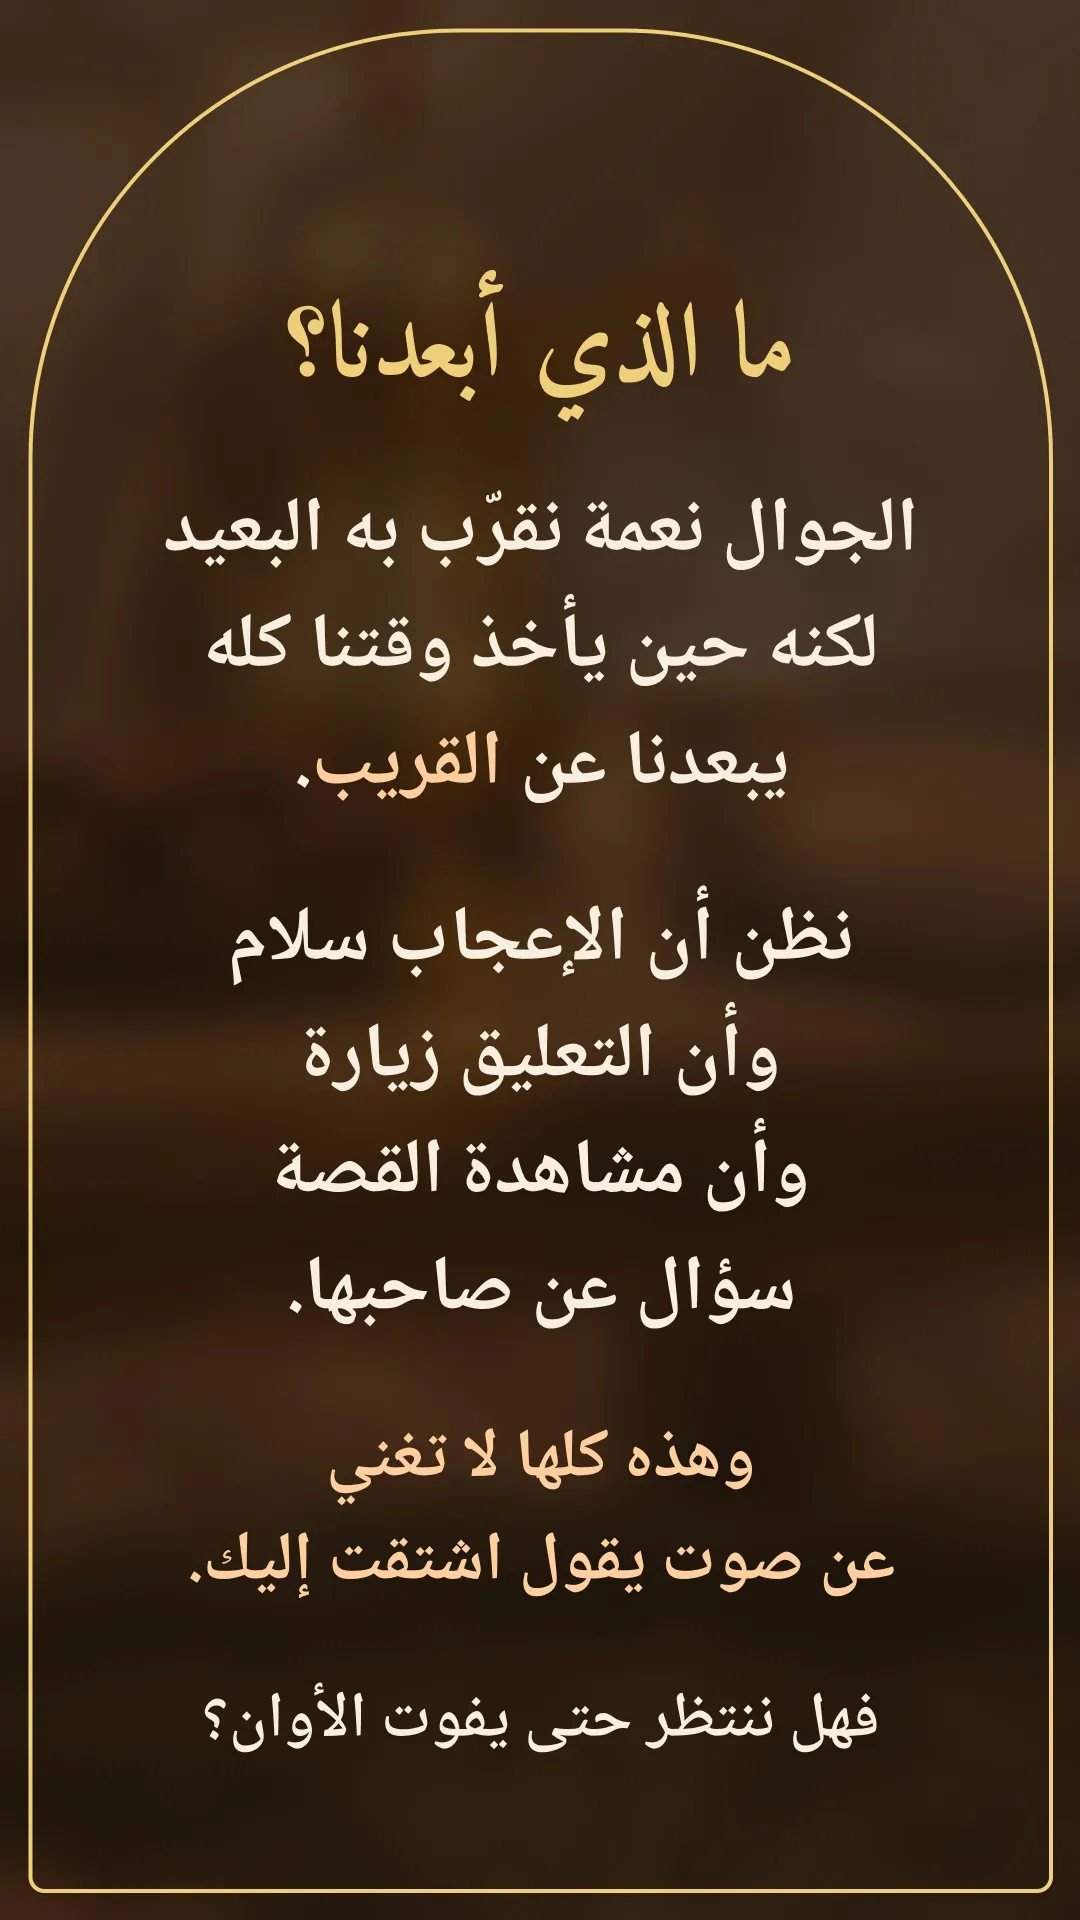 ما الذي أبعدنا؟
الجوال نعمة نقرّب به البعيد
لكنه حين يأخذ وقتنا كله
يبعدنا عن القريب.
نظن أن الإعجاب سلام
وأن التعليق زيارة
وأن مشاهدة القصة
سؤال عن صاحبها.
وهذه كلها لا تغني
عن صوت يقول اشتقت إليك.
فهل ننتظر حتى يفوت الأوان؟